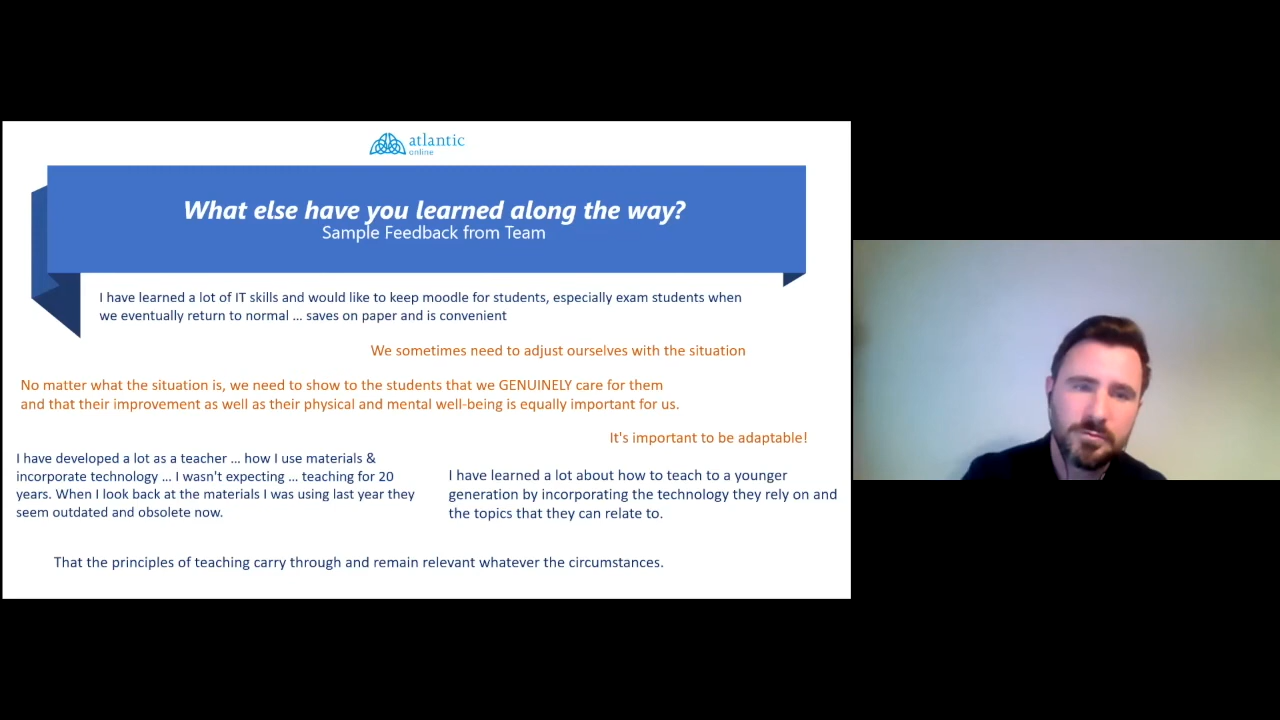 atlantic
online
What else have you learned along the way?
Sample Feedback from Team
I have learned a lot of IT skills and would like to keep moodle for students, especially exam students when
we eventually return to normal … saves on paper and is convenient
We sometimes need to adjust ourselves with the situation
No matter what the situation is, we need to show to the students that we GENUINELY care for them
and that their improvement as well as their physical and mental well-being is equally important for us.
It's important to be adaptable!
I have developed a lot as a teacher … how I use materials &
incorporate technology … I wasn't expecting … teaching for 20
years. When I look back at the materials I was using last year they
seem outdated and obsolete now.
I have learned a lot about how to teach to a younger
generation by incorporating the technology they rely on and
the topics that they can relate to.
That the principles of teaching carry through and remain relevant whatever the circumstances.